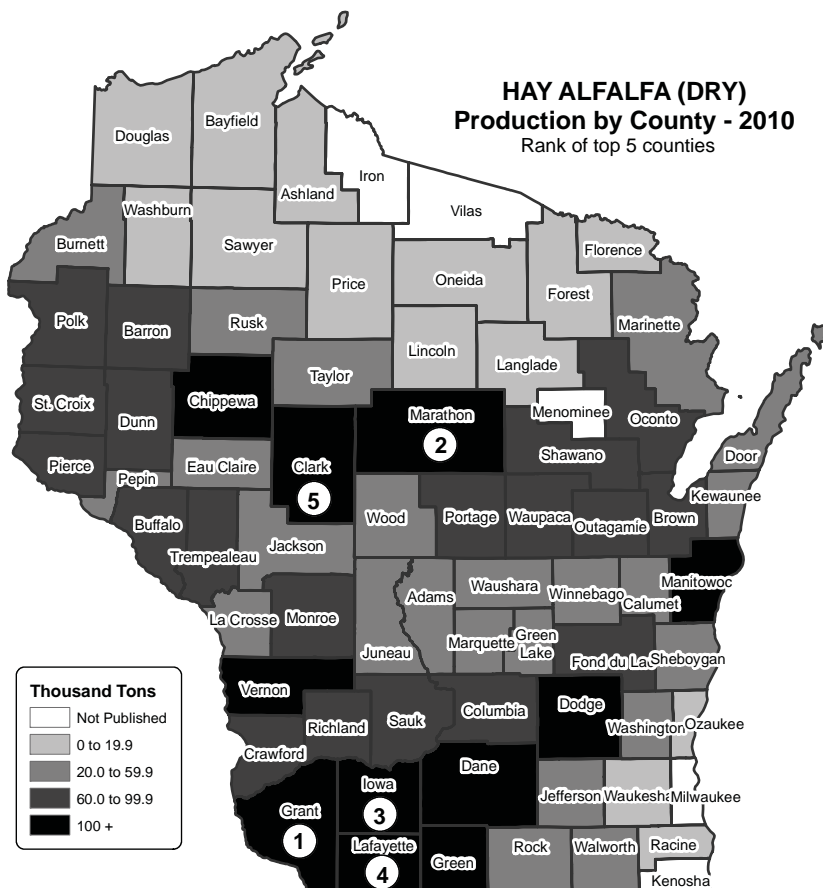 HAY ALFALFA (DRY)
Production by County - 2010
Rank of top 5 counties
Douglas
Bayfield
Ashland
Iron
Vilas
Washburn
Burnett
Sawyer
Florence
Price
Oneida
Forest
Polk
Barron
Rusk
Marinette
Lincoln
Langlade
Taylor
St. Croix
Dunn
Chippewa
Marathon
2
Menominee
Oconto
Pierce
Eau Claire
Clark
5
Shawano
Door
Pepin
Kewaunee
Buffalo
Wood
Portage
Waupaca
Outagamie
Brown
Trempealeau
Jackson
Manitowoc
Adams
Waushara
Winnebago
Calumet
La Crosse
Monroe
Juneau
Marquette
Green
Lake
Fond du Lac
Sheboygan
Vernon
Richland
Sauk
Columbia
Dodge
Washington
Ozaukee
Crawford
Dane
Iowa
3
Jefferson
Waukesha
Milwaukee
Grant
1
Lafayette
4
Green
Rock
Walworth
Racine
Kenosha
Thousand Tons
Not Published
0 to 19.9
20.0 to 59.9
60.0 to 99.9
100 +